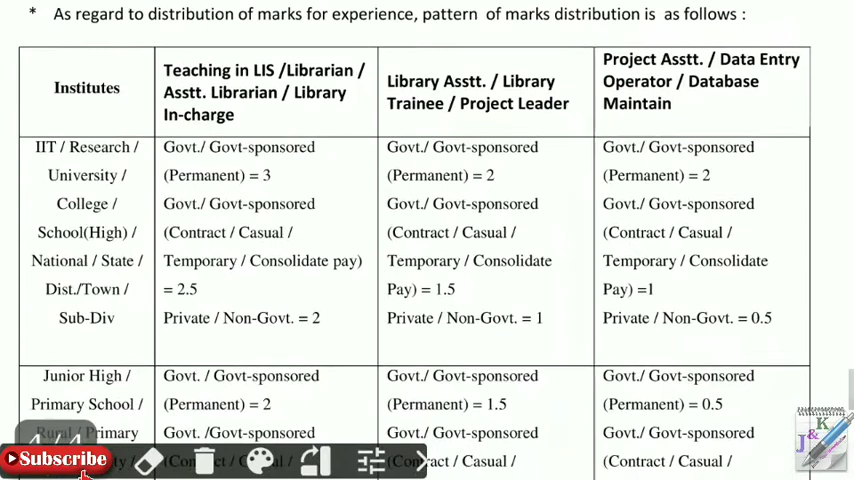 * As regard to distribution of marks for experience, pattern of marks distribution is as follows :
Institutes
Teaching in LIS /Librarian /
Asstt. Librarian / Library
In-charge
Library Asstt. / Library
Trainee / Project Leader
Project Asstt. / Data Entry
Operator / Database
Maintain
IIT / Research /
University /
College /
School(High) /
National / State /
Dist./Town /
Sub-Div
Govt./ Govt-sponsored
(Permanent) = 3
Govt./ Govt-sponsored
(Contract / Casual /
Temporary / Consolidate pay)
= 2.5
Private / Non-Govt. = 2
Govt./ Govt-sponsored
(Permanent) = 2
Govt./ Govt-sponsored
(Contract / Casual /
Temporary / Consolidate
Pay) = 1.5
Private / Non-Govt. = 1
Govt./ Govt-sponsored
(Permanent) = 2
Govt./ Govt-sponsored
(Contract / Casual /
Temporary / Consolidate
Pay) =1
Private / Non-Govt. = 0.5
Junior High /
Primary School /
Rural / Primary
Govt. / Govt-sponsored
(Permanent) = 2
Govt. /Govt-sponsored
Govt./ Govt-sponsored
(Permanent) = 1.5
Govt./ Govt-sponsored
(Contract / Casual /
Govt./ Govt-sponsored
(Permanent) = 0.5
Govt./ Govt-sponsored
(Contract / Casual /
4 / 4
Subscribe
J&K